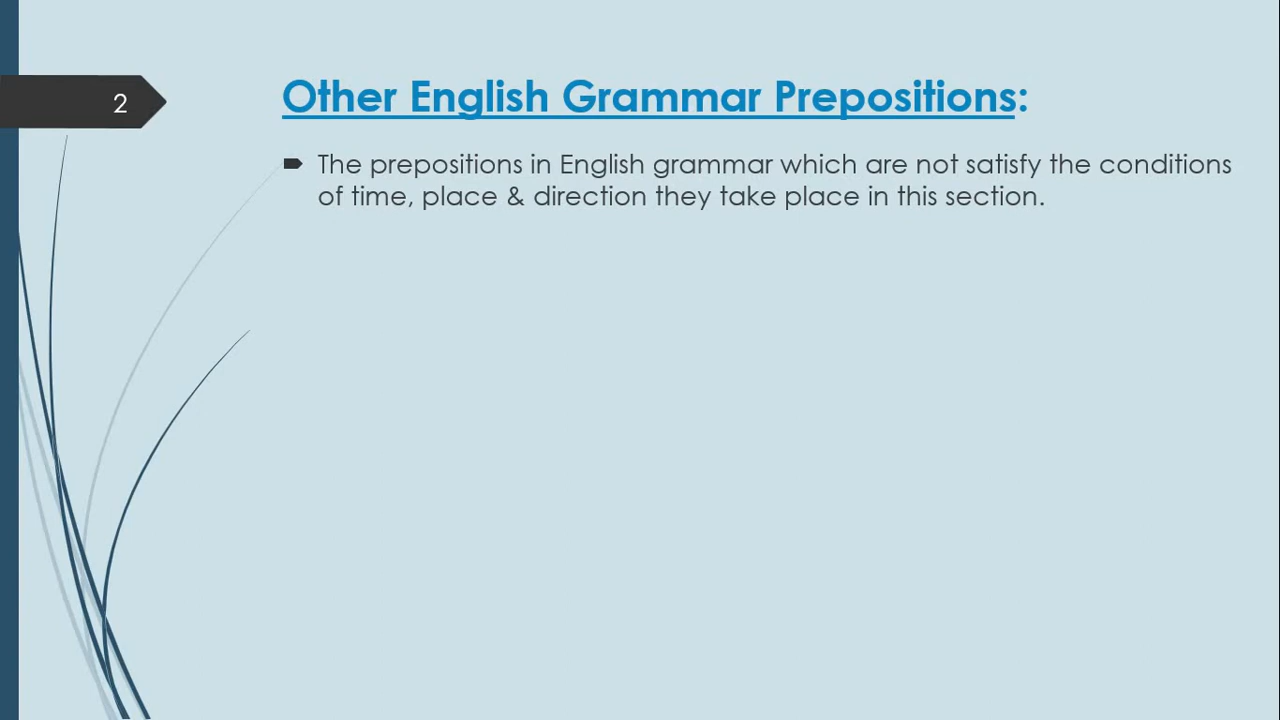 2
Other English Grammar Prepositions:
The prepositions in English grammar which are not satisfy the conditions
of time, place & direction they take place in this section.